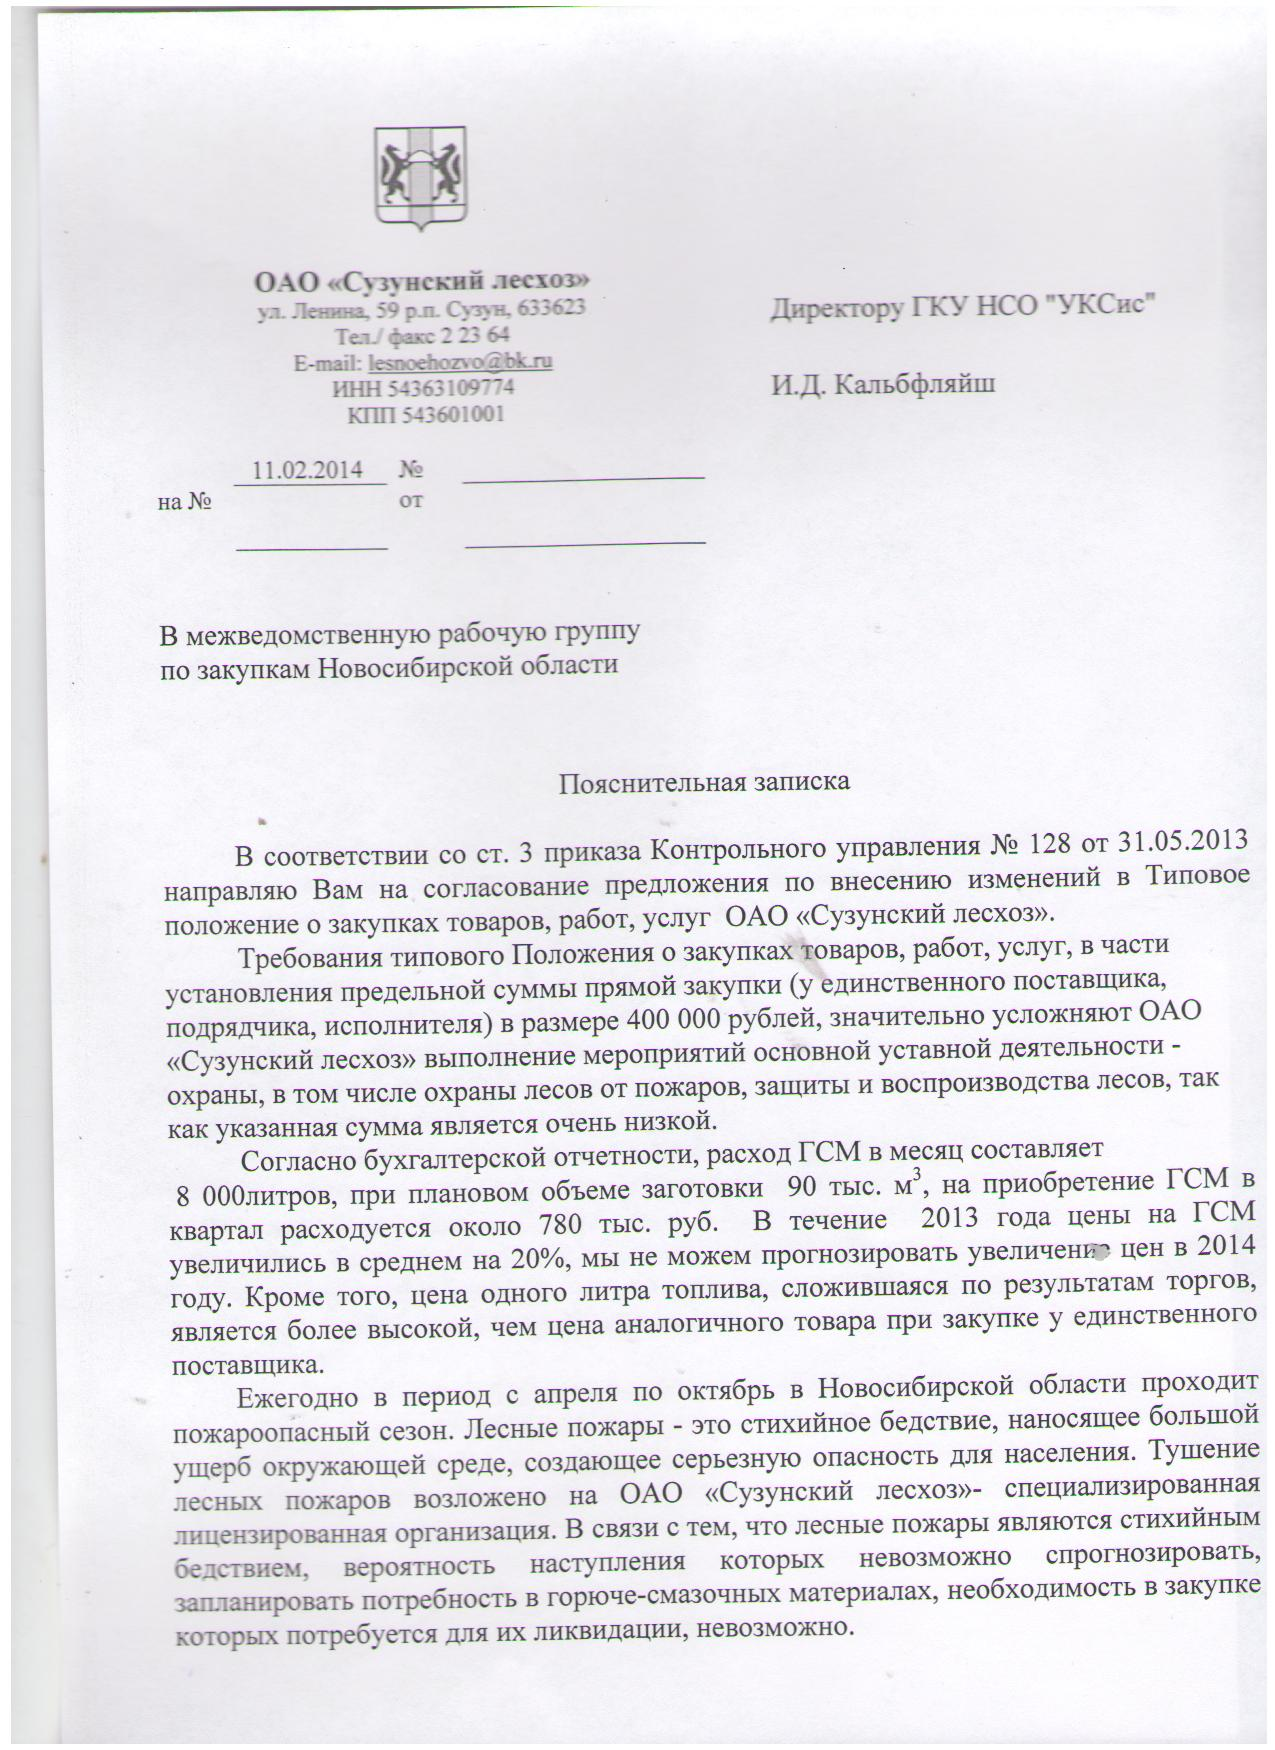 ОАО «Сузунский лесхоз»
ул. Ленина, 59 р.п. Сузун, 633623
Тел./ факс 2 23 64
E-mail: lesnoehozvo@bk.ru
ИНН 54363109774
КПП 543601001
Директору ГКУ НСО "УКСис"
И.Д. Кальбфляйш
11.02.2014 №
на № от
В межведомственную рабочую группу
по закупкам Новосибирской области
Пояснительная записка
В соответствии со ст. 3 приказа Контрольного управления № 128 от 31.05.2013
направляю Вам на согласование предложения по внесению изменений в Типовое
положение о закупках товаров, работ, услуг ОАО «Сузунский лесхоз».
Требования типового Положения о закупках товаров, работ, услуг, в части
установления предельной суммы прямой закупки (у единственного поставщика,
подрядчика, исполнителя) в размере 400 000 рублей, значительно усложняют ОАО
«Сузунский лесхоз» выполнение мероприятий основной уставной деятельности -
охраны, в том числе охраны лесов от пожаров, защиты и воспроизводства лесов, так
как указанная сумма является очень низкой.
Согласно бухгалтерской отчетности, расход ГСМ в месяц составляет
8 000литров, при плановом объеме заготовки 90 тыс. м³, на приобретение ГСМ в
квартал расходуется около 780 тыс. руб. В течение 2013 года цены на ГСМ
увеличились в среднем на 20%, мы не можем прогнозировать увеличение цен в 2014
году. Кроме того, цена одного литра топлива, сложившаяся по результатам торгов,
является более высокой, чем цена аналогичного товара при закупке у единственного
поставщика.
Ежегодно в период с апреля по октябрь в Новосибирской области проходит
пожароопасный сезон. Лесные пожары - это стихийное бедствие, наносящее большой
ущерб окружающей среде, создающее серьезную опасность для населения. Тушение
лесных пожаров возложено на ОАО «Сузунский лесхоз»- специализированная
лицензированная организация. В связи с тем, что лесные пожары являются стихийным
бедствием, вероятность наступления которых невозможно спрогнозировать,
запланировать потребность в горюче-смазочных материалах, необходимость в закупке
которых потребуется для их ликвидации, невозможно.